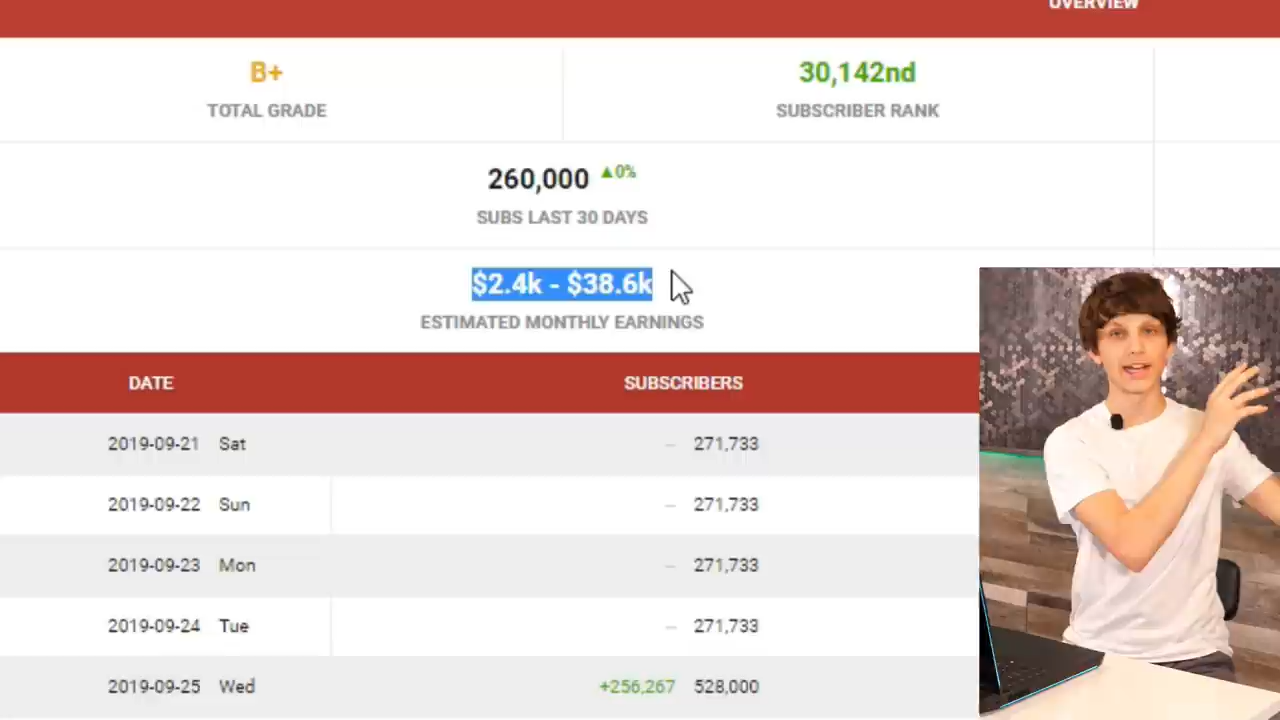 OVERVIEW
B+
TOTAL GRADE
30,142nd
SUBSCRIBER RANK
260,000 ▲0%
SUBS LAST 30 DAYS
$2.4k - $38.6k
ESTIMATED MONTHLY EARNINGS
DATE SUBSCRIBERS
2019-09-21 Sat – 271,733
2019-09-22 Sun – 271,733
2019-09-23 Mon – 271,733
2019-09-24 Tue – 271,733
2019-09-25 Wed +256,267 528,000